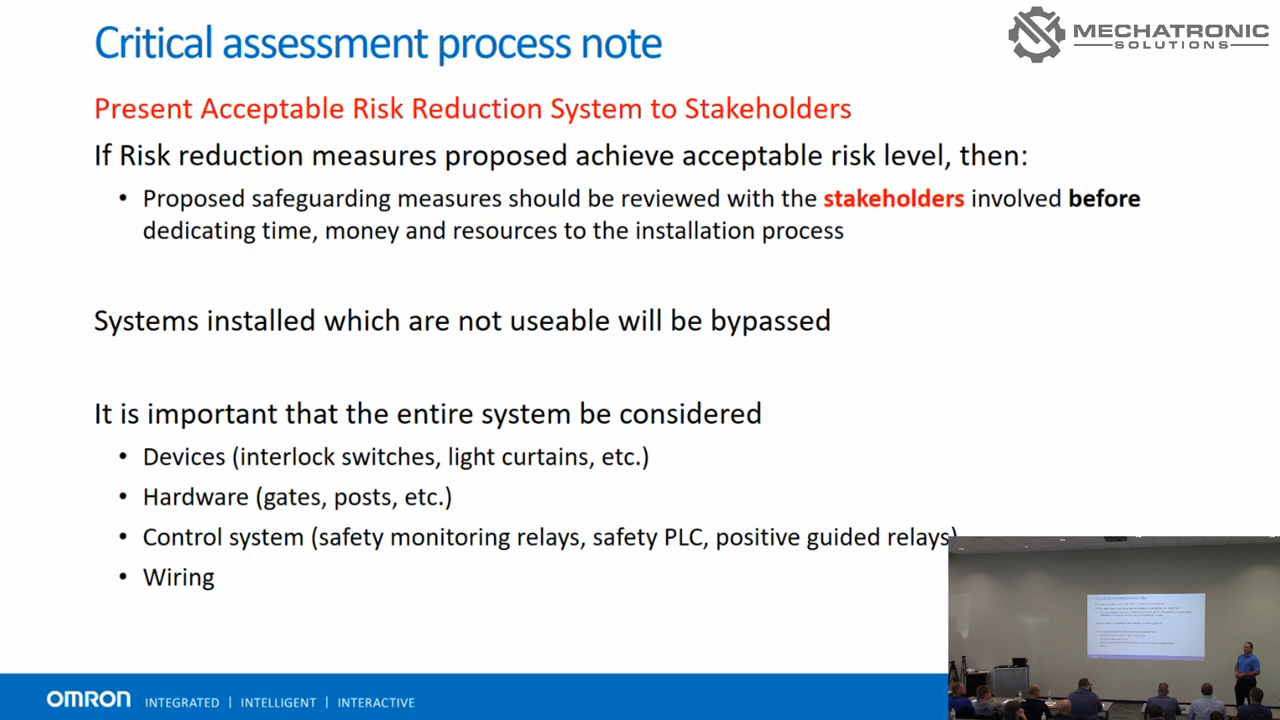 Critical assessment process note
MECHATRONIC
SOLUTIONS
Present Acceptable Risk Reduction System to Stakeholders
If Risk reduction measures proposed achieve acceptable risk level, then:
• Proposed safeguarding measures should be reviewed with the stakeholders involved before
dedicating time, money and resources to the installation process
Systems installed which are not useable will be bypassed
It is important that the entire system be considered
• Devices (interlock switches, light curtains, etc.)
• Hardware (gates, posts, etc.)
• Control system (safety monitoring relays, safety PLC, positive guided relays)
• Wiring
OMRON INTEGRATED | INTELLIGENT | INTERACTIVE